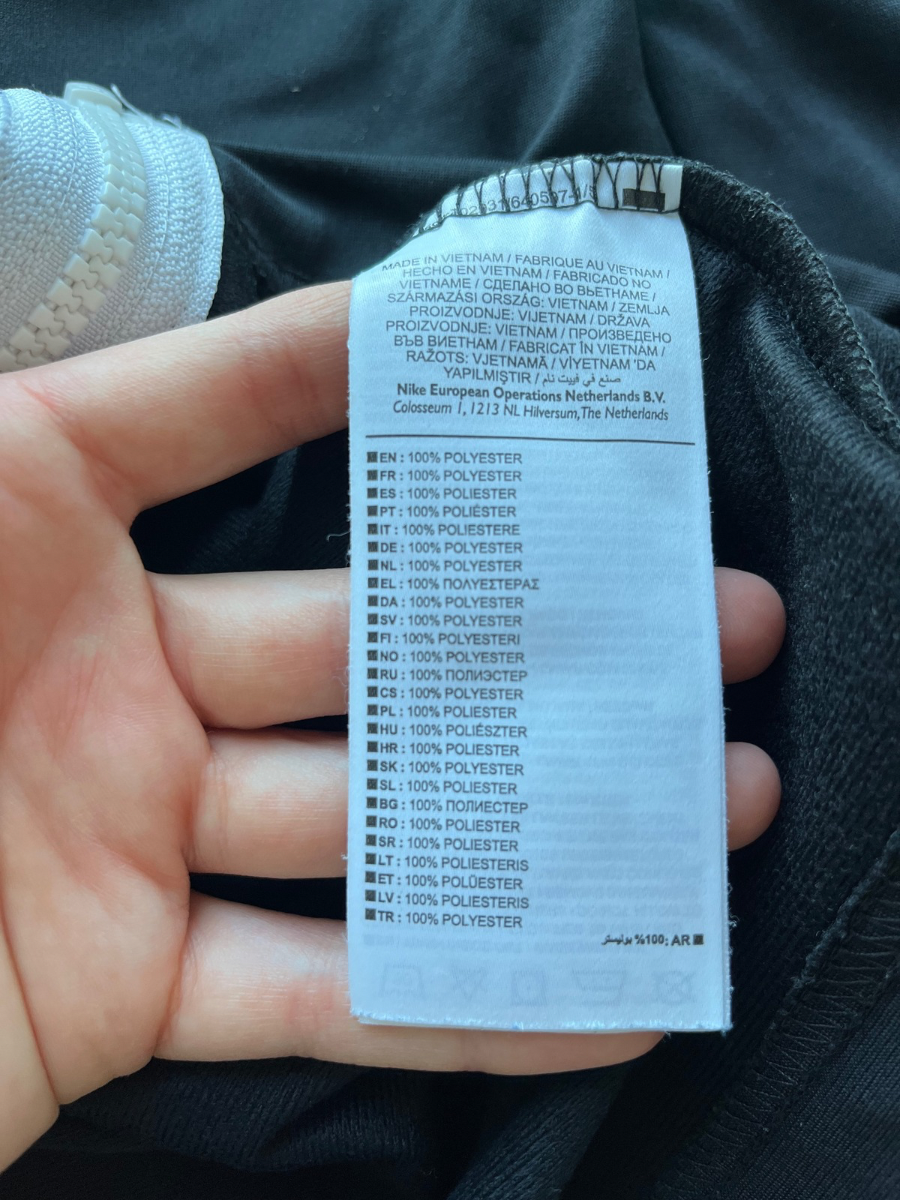 MADE IN VIETNAM / FABRIQUE AU VIETNAM /
HECHO EN VIETNAM / FABRICADO NO
VIETNAME / СДЕЛАНО ВО ВЬЕТНАМЕ /
SZÁRMAZÁSI ORSZÁG: VIETNAM / ZEMLJA
PROIZVODNJE: VIJETNAM / DRŽAVA
PROIZVODNJE: VIETNAM / ПРОИЗВЕДЕНО
ВЪВ ВИЕТНАМ / FABRICAT ÎN VIETNAM /
RAŽOTS: VJETNAMĀ / VİYETNAM 'DA
YAPILMIŞTIR / صنع في فييت نام
Nike European Operations Netherlands B.V.
Colosseum 1, 1213 NL Hilversum, The Netherlands
EN : 100% POLYESTER
FR : 100% POLYESTER
ES : 100% POLIESTER
PT : 100% POLIÉSTER
IT : 100% POLIESTERE
DE : 100% POLYESTER
NL : 100% POLYESTER
EL : 100% ΠΟΛΥΕΣΤΕΡΑΣ
DA : 100% POLYESTER
SV : 100% POLYESTER
FI : 100% POLYESTERI
NO : 100% POLYESTER
RU : 100% ПОЛИЭСТЕР
CS : 100% POLYESTER
PL : 100% POLIESTER
HU : 100% POLIÉSZTER
HR : 100% POLIESTER
SK : 100% POLYESTER
SL : 100% POLIESTER
BG : 100% ПОЛИЕСТЕР
RO : 100% POLIESTER
SR : 100% POLIESTER
LT : 100% POLIESTERIS
ET : 100% POLÜESTER
LV : 100% POLIESTERIS
TR : 100% POLYESTER
بوليستر %100 : AR